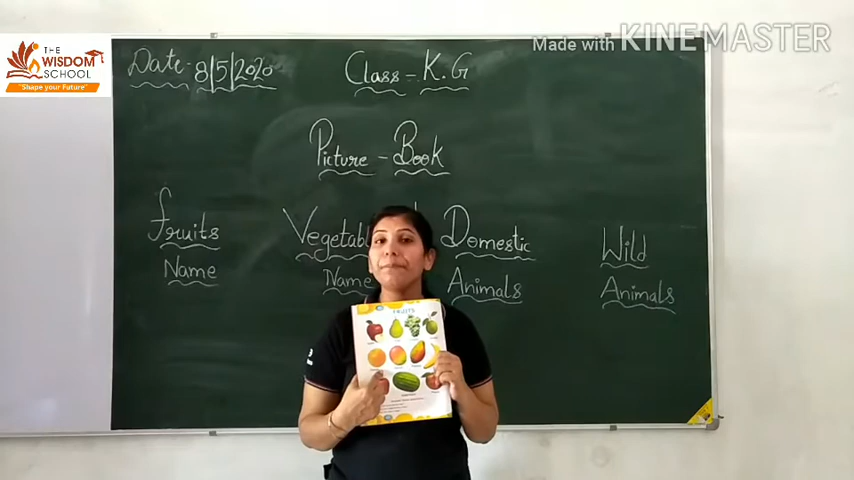 THE
WISDOM
SCHOOL
"Shape your Future"
Made with KINEMASTER
Date:- 8/5/2020
Class - K.G
Picture - Book
Fruits
Name
Vegetabl
Name
Domestic
Animals
Wild
Animals
FRUITS